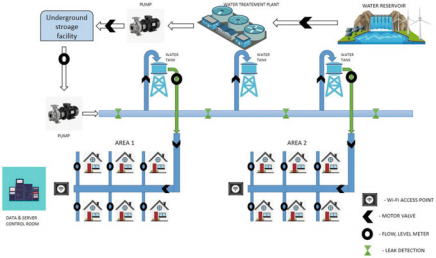 Underground
stroage
facility
PUMP
WATER TREATEMENT PLANT
WATER RESERVOIR
WATER
TANK
WATER
TANK
WATER
TANK
PUMP
AREA 1
AREA 2
DATA & SERVER
CONTROL ROOM
- WI-FI ACCESS POINT
- MOTOR VALVE
- FLOW, LEVEL METER
- LEAK DETECTION